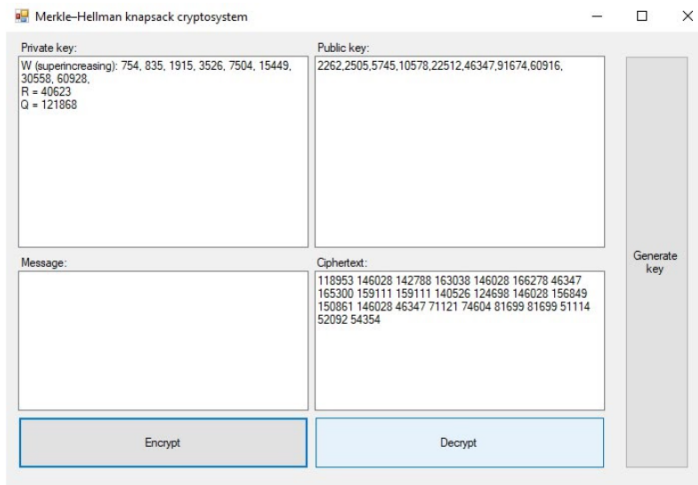 Merkle–Hellman knapsack cryptosystem
Private key:
W (superincreasing): 754, 835, 1915, 3526, 7504, 15449,
30558, 60928,
R = 40623
Q = 121868
Public key:
2262,2505,5745,10578,22512,46347,91674,60916,
Generate
key
Message:
Ciphertext:
118953 146028 142788 163038 146028 166278 46347
165300 159111 159111 140526 124698 146028 156849
150861 146028 46347 71121 74604 81699 81699 51114
52092 54354
Encrypt
Decrypt